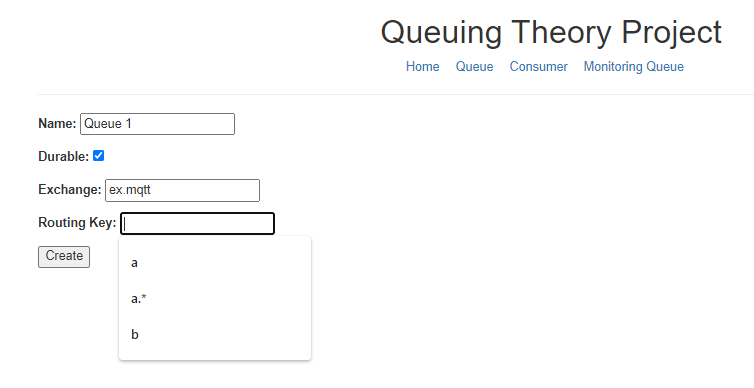 Queuing Theory Project
Home Queue Consumer Monitoring Queue
Name: Queue 1
Durable:
Exchange: ex.mqtt
Routing Key:
Create
a
a.*
b